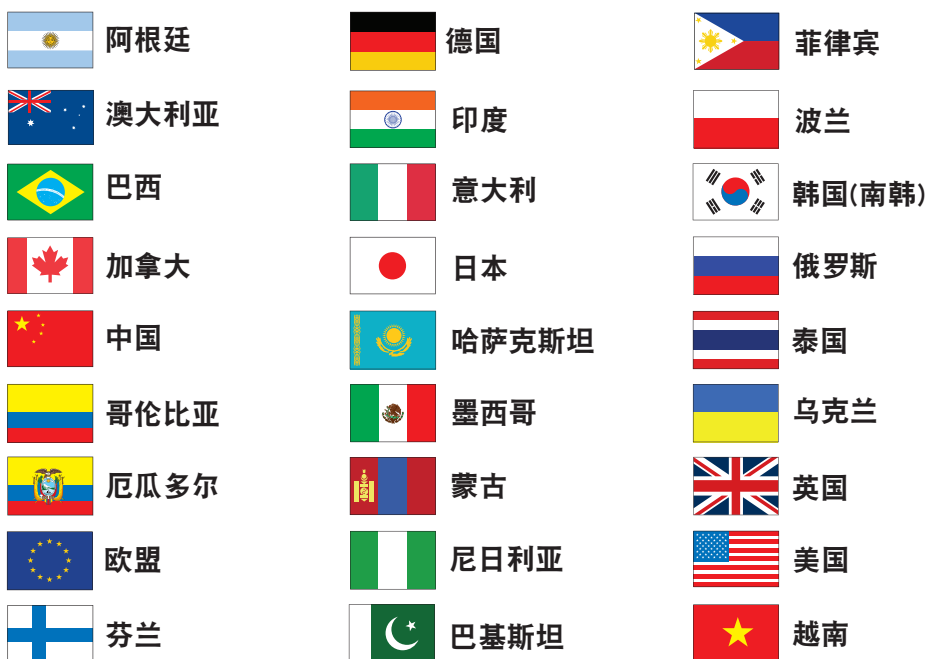 阿根廷
澳大利亚
巴西
加拿大
中国
哥伦比亚
厄瓜多尔
欧盟
芬兰
德国
印度
意大利
日本
哈萨克斯坦
墨西哥
蒙古
尼日利亚
巴基斯坦
菲律宾
波兰
韩国(南韩)
俄罗斯
泰国
乌克兰
英国
美国
越南